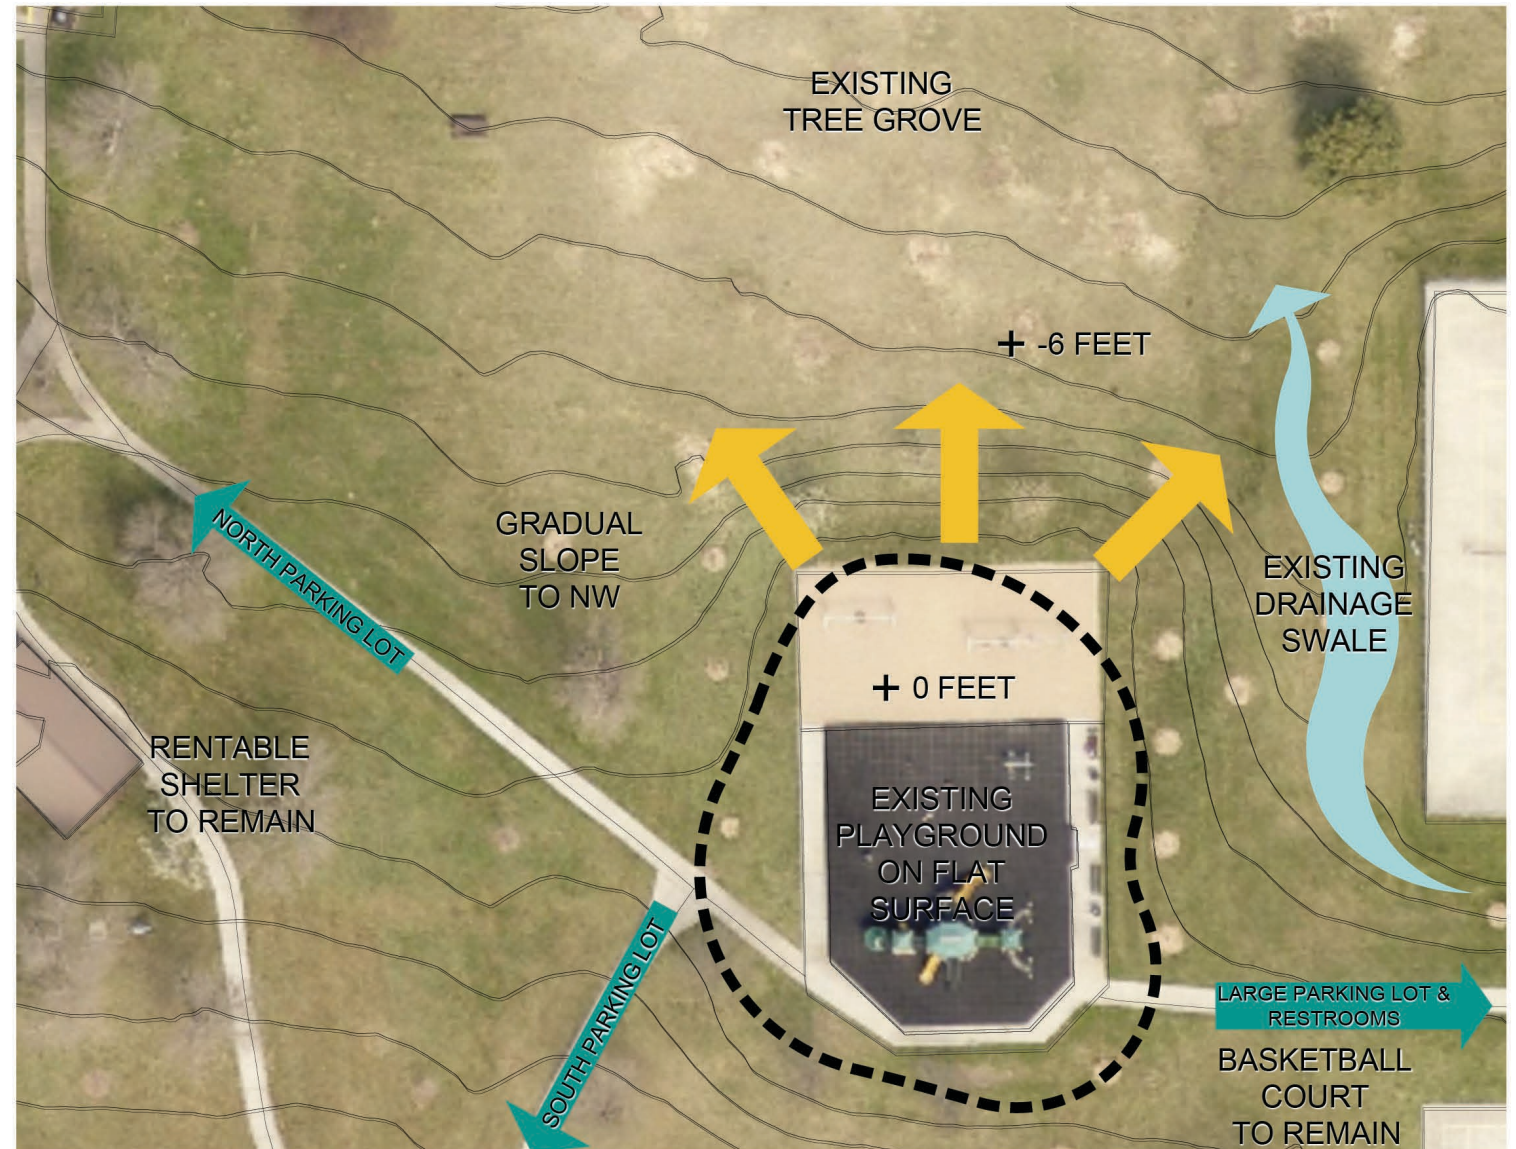 EXISTING
TREE GROVE
+ -6 FEET
GRADUAL
SLOPE
TO NW
NORTH PARKING LOT
EXISTING
DRAINAGE
SWALE
+ 0 FEET
RENTABLE
SHELTER
TO REMAIN
EXISTING
PLAYGROUND
ON FLAT
SURFACE
SOUTH PARKING LOT
LARGE PARKING LOT &
RESTROOMS
BASKETBALL
COURT
TO REMAIN